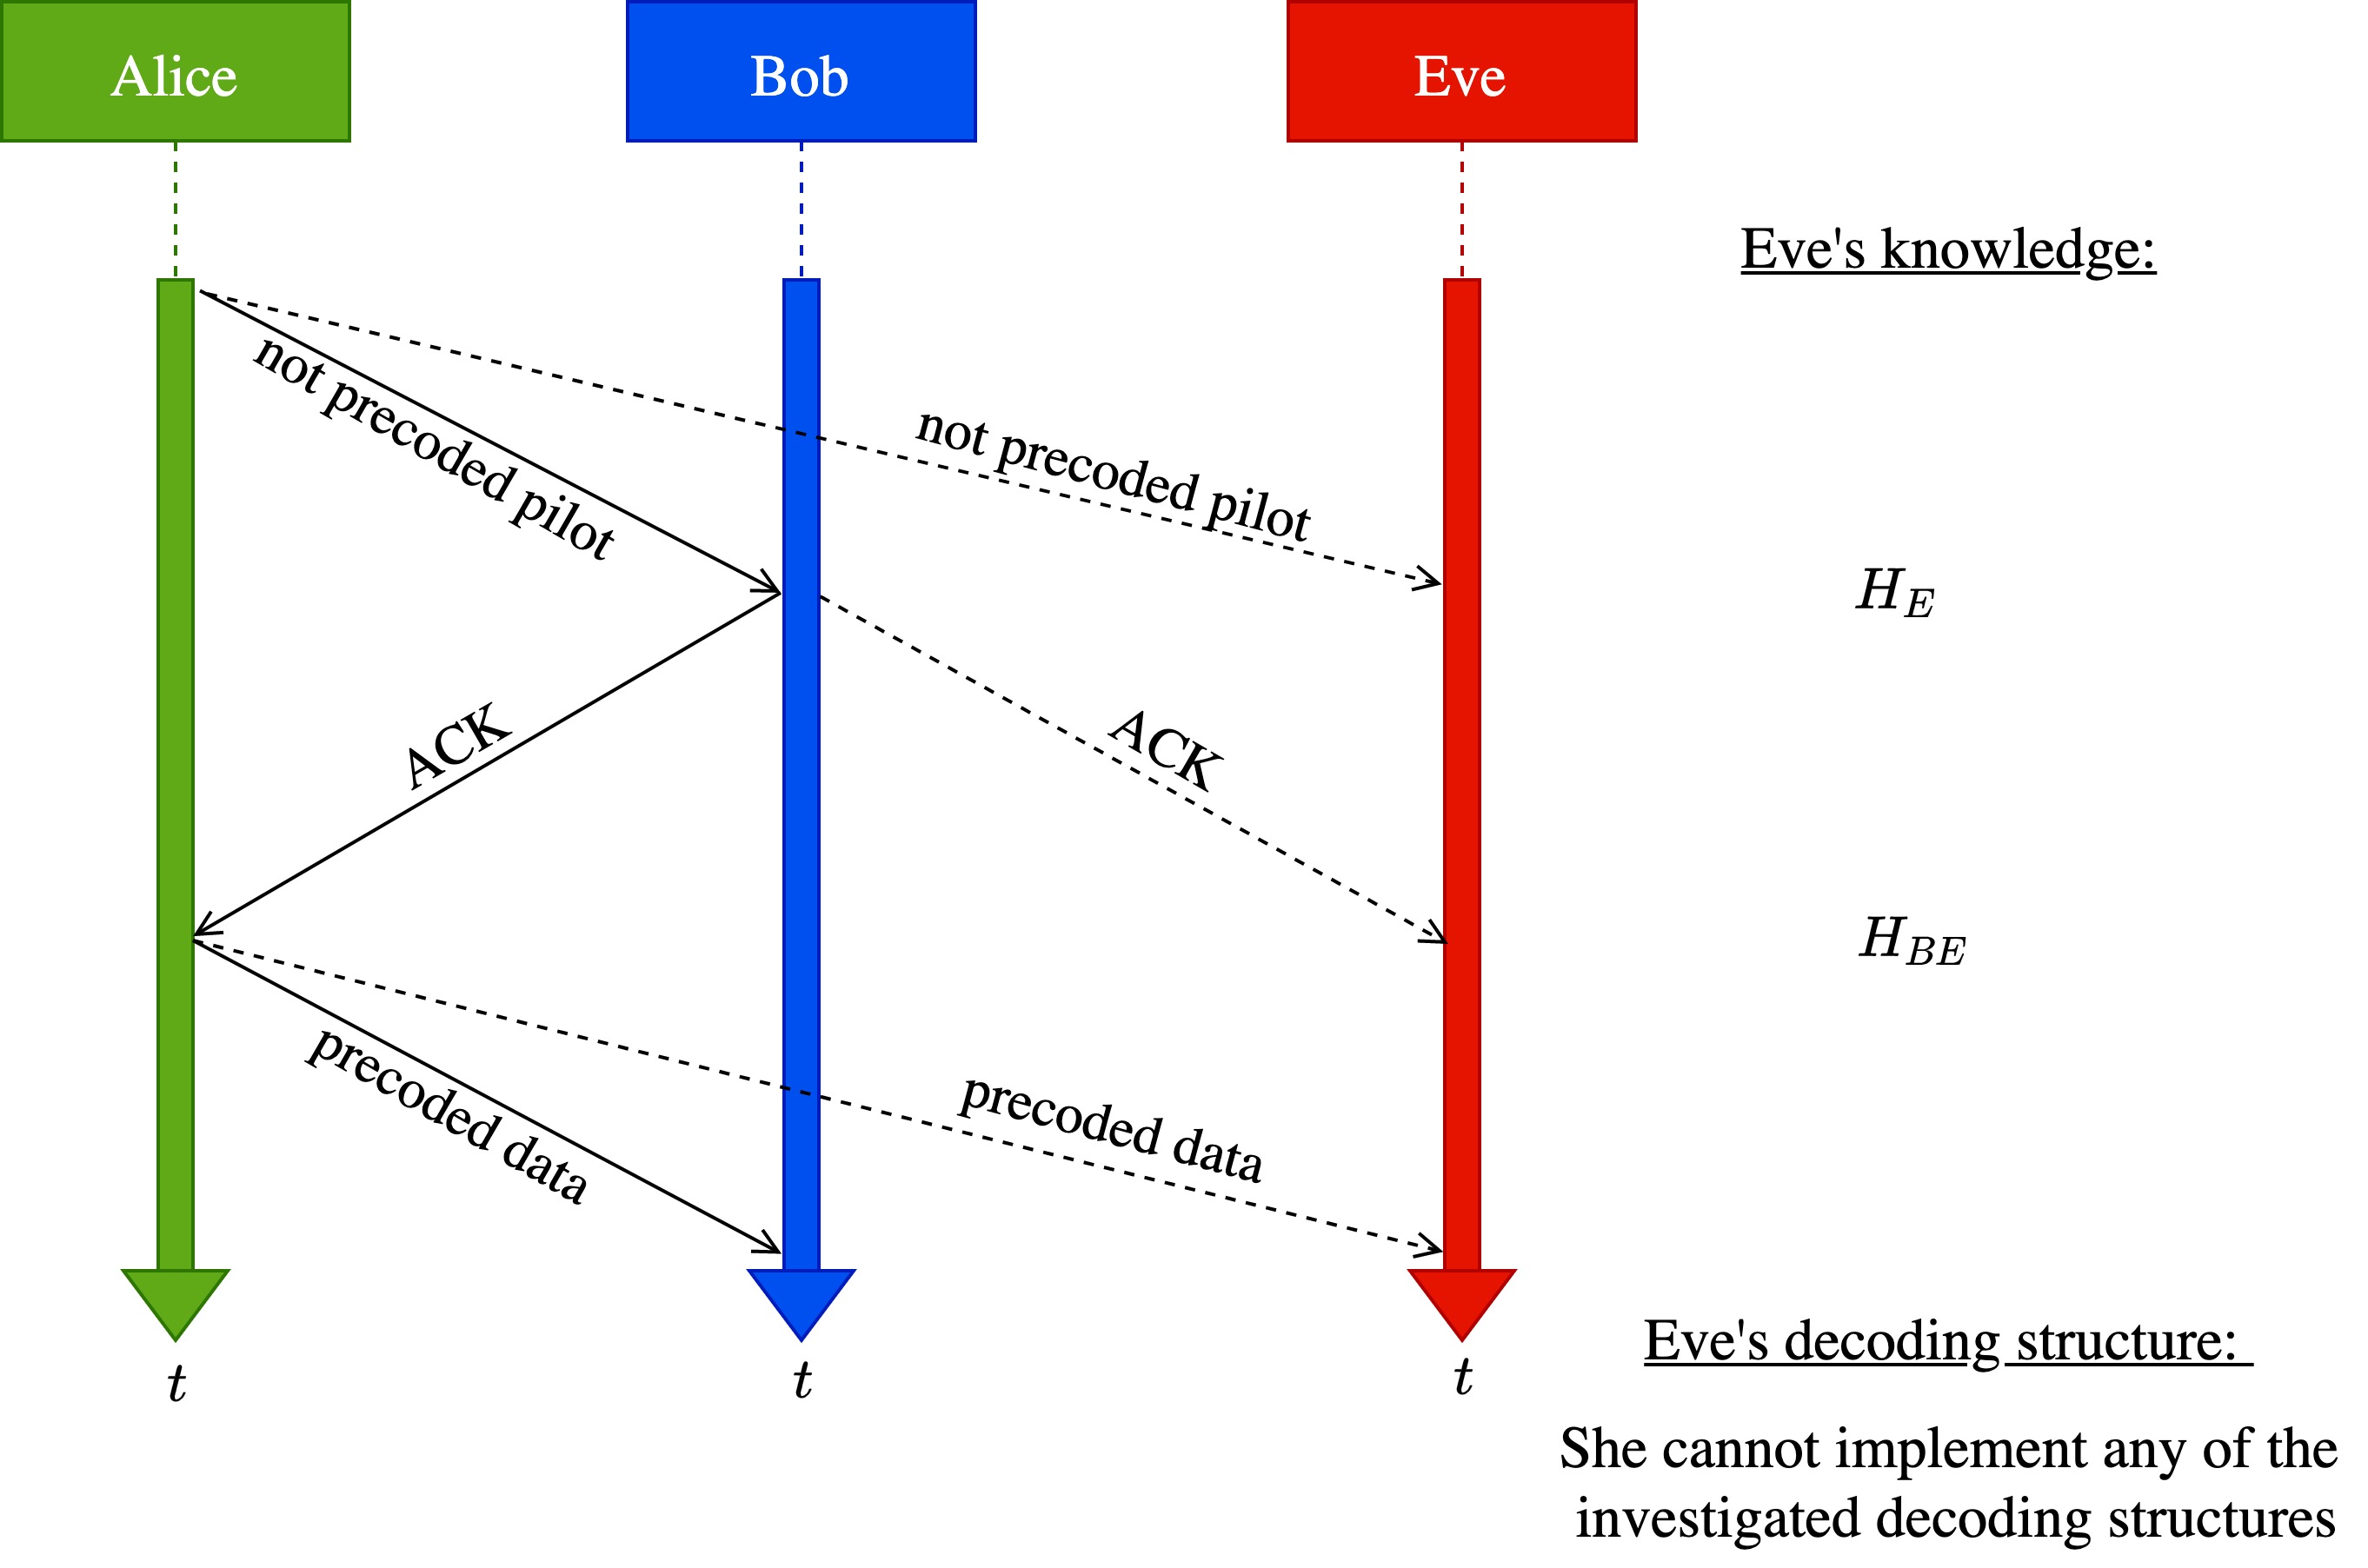 Alice
Bob
Eve
Eve's knowledge:
not precoded pilot
not precoded pilot
H_E
ACK
ACK
H_{BE}
precoded data
precoded data
t
t
t
Eve's decoding structure:
She cannot implement any of the
investigated decoding structures